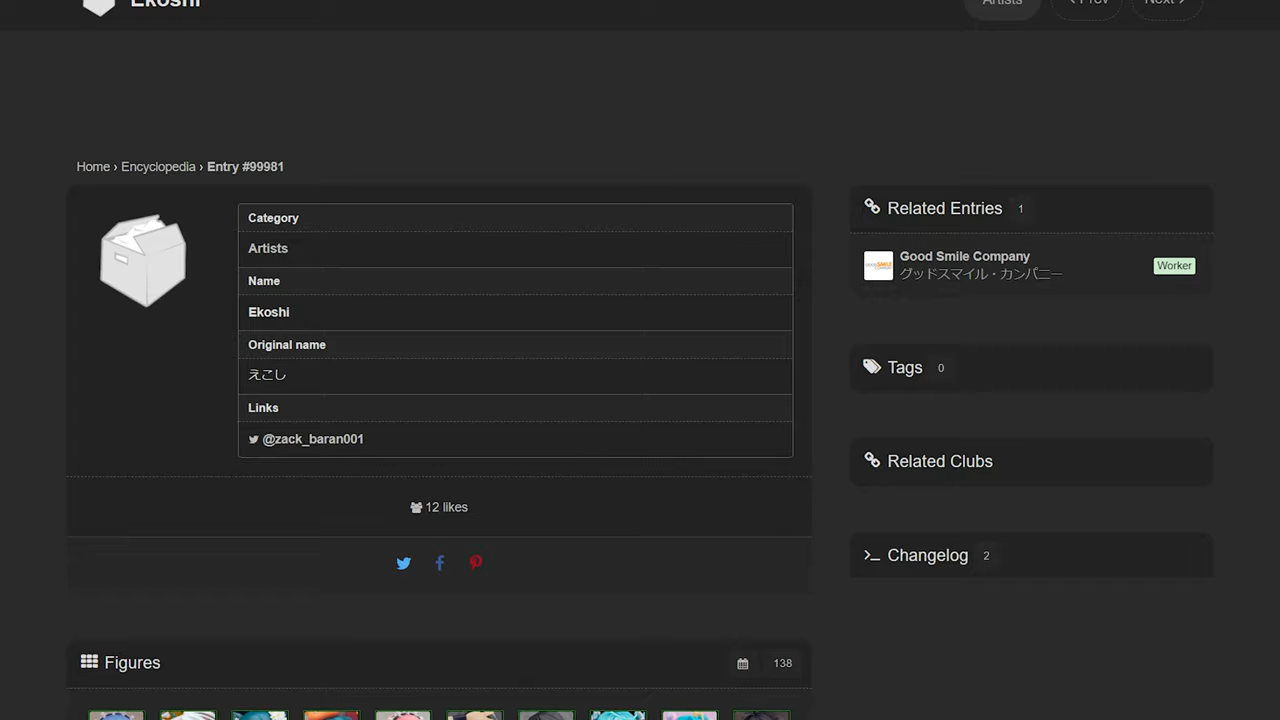 Ekoshi
Artists
Prev
Next
Home › Encyclopedia › Entry #99981
Category
Artists
Name
Ekoshi
Original name
えこし
Links
@zack_baran001
12 likes
Figures
138
Related Entries 1
Good Smile Company
グッドスマイル・カンパニー
Worker
Tags 0
Related Clubs
Changelog 2